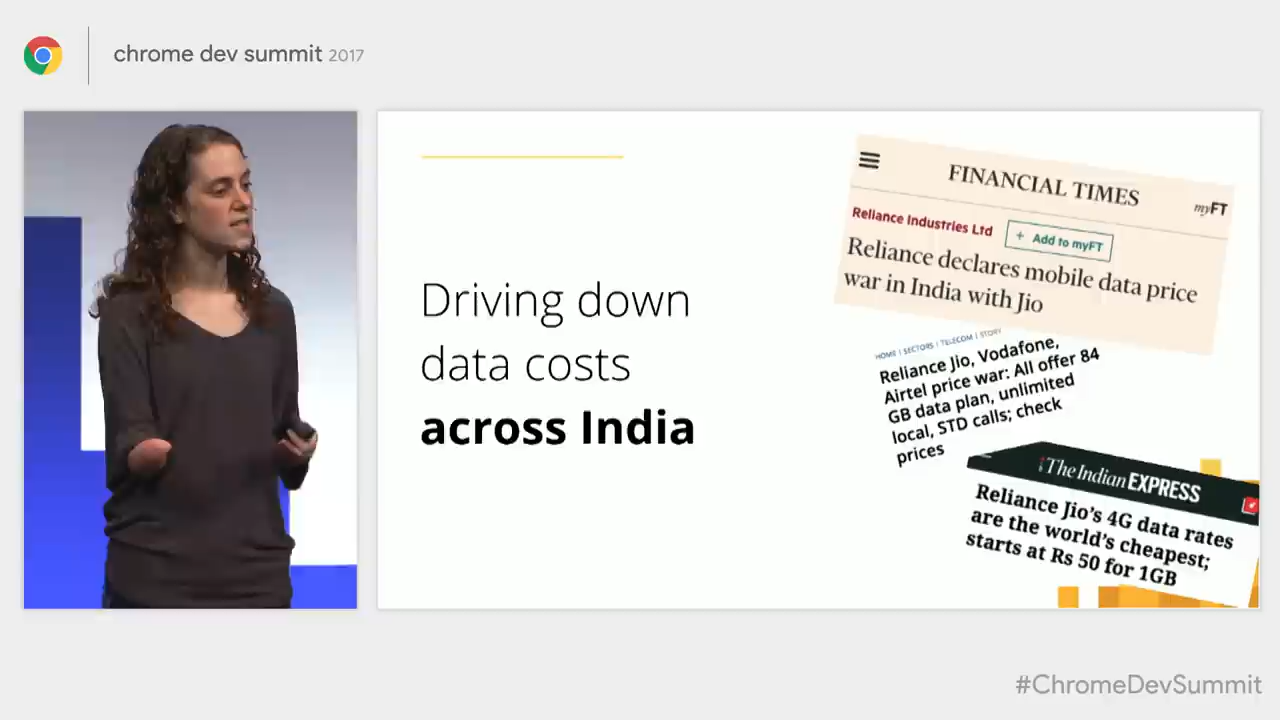 chrome dev summit 2017
Driving down
data costs
across India
FINANCIAL TIMES
myFT
Reliance Industries Ltd
+ Add to myFT
Reliance declares mobile data price
war in India with Jio
HOME | SECTORS | TELECOM | STORY
Reliance Jio, Vodafone,
Airtel price war: All offer 84
GB data plan, unlimited
local, STD calls; check
prices
The Indian EXPRESS
Reliance Jio's 4G data rates
are the world's cheapest;
starts at Rs 50 for 1GB
#ChromeDevSummit